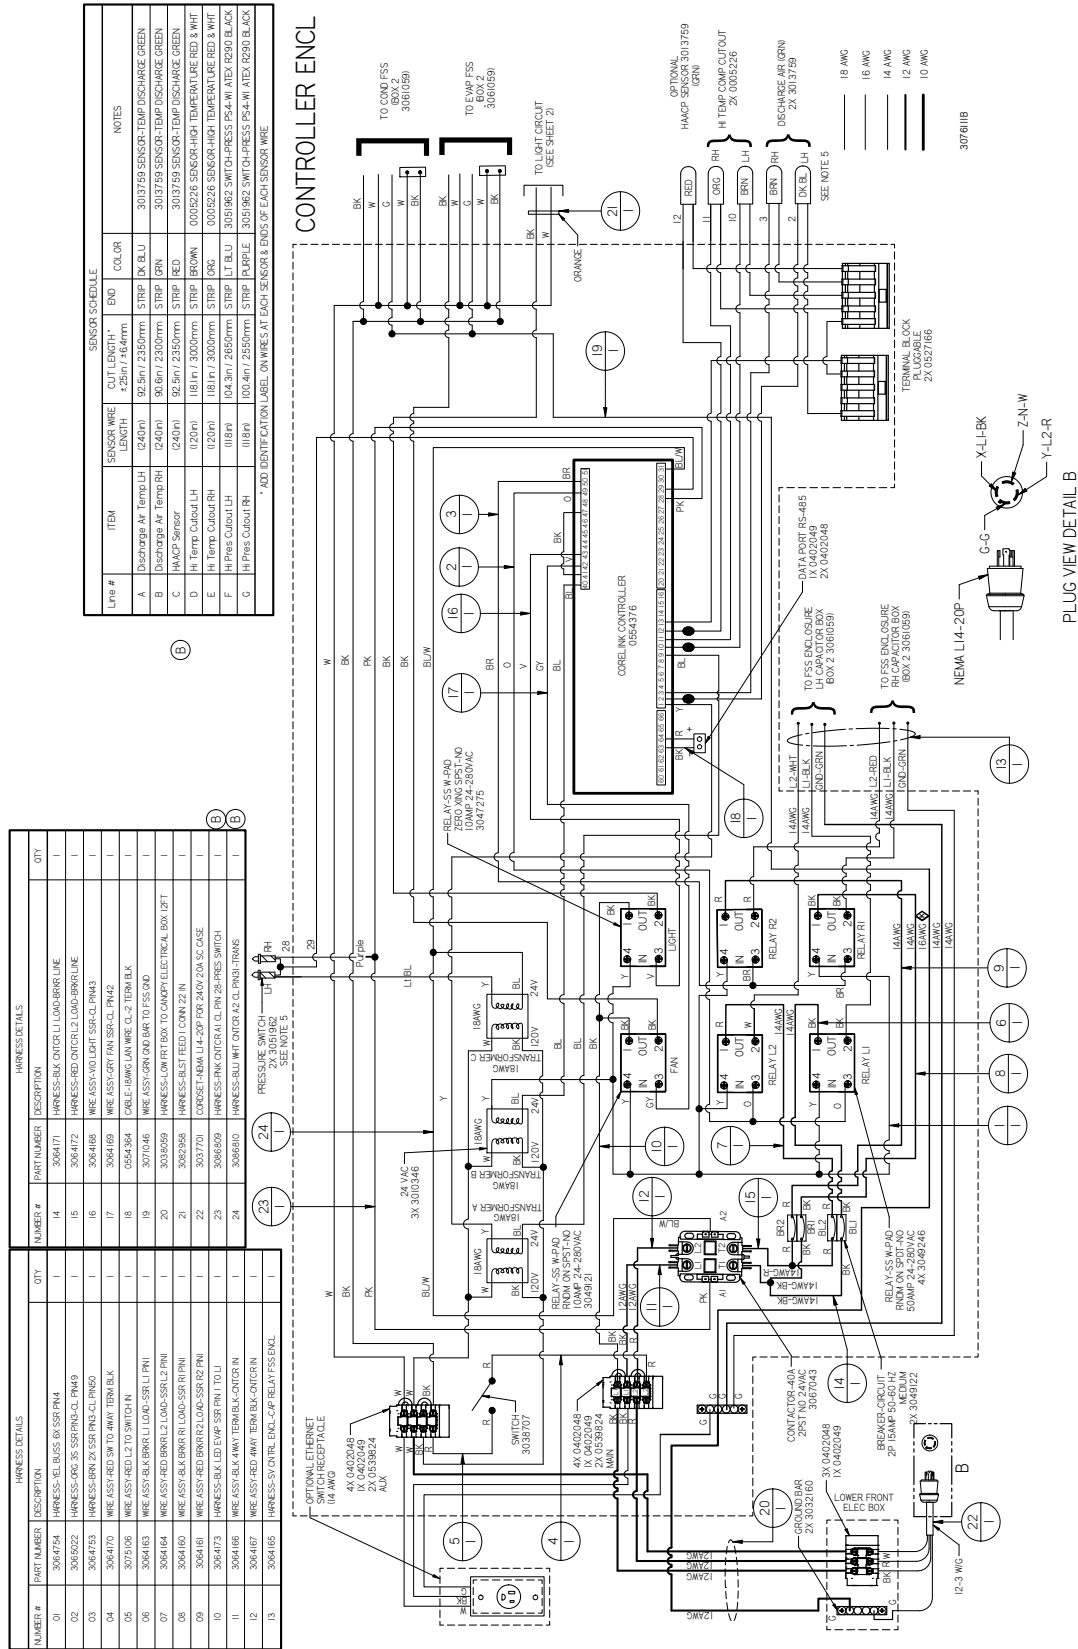 SENSOR SCHEDULE
Line # ITEM SENSOR WIRE LENGTH CUT LENGTH* ±.25in / ±6.4mm END COLOR NOTES
A Discharge Air Temp LH (240in) 92.5in / 2350mm STRIP DK BLU 3013759 SENSOR-TEMP DISCHARGE GREEN
B Discharge Air Temp RH (240in) 90.6in / 2300mm STRIP GRN 3013759 SENSOR-TEMP DISCHARGE GREEN
C HAACP Sensor (240in) 92.5in / 2350mm STRIP RED 3013759 SENSOR-TEMP DISCHARGE GREEN
D Hi Temp Cutout LH (120in) 118.1in / 3000mm STRIP BROWN 0005226 SENSOR-HIGH TEMPERATURE RED & WHT
E Hi Temp Cutout RH (120in) 118.1in / 3000mm STRIP ORG 0005226 SENSOR-HIGH TEMPERATURE RED & WHT
F Hi Pres Cutout LH (118in) 104.3in / 2650mm STRIP LT BLU 3051962 SWITCH-PRESS PS4-W1 ATEX R290 BLACK
G Hi Pres Cutout RH (118in) 100.4in / 2550mm STRIP PURPLE 3051962 SWITCH-PRESS PS4-W1 ATEX R290 BLACK
* ADD IDENTIFICATION LABEL ON WIRES AT EACH SENSOR & ENDS OF EACH SENSOR WIRE
B
HARNESS DETAILS
NUMBER # PART NUMBER DESCRIPTION QTY
01 3064754 HARNESS-YEL BUSS 6X SSR PIN4 1
02 3065022 HARNESS-ORG 3S SSR PIN3-CL PIN49 1
03 3064753 HARNESS-BRN 2X SSR PIN3-CL PIN50 1
04 3064170 WIRE ASSY-RED SW TO 4WAY TERM BLK 1
05 3075106 WIRE ASSY-RED L2 TO SWITCH IN 1
06 3064163 WIRE ASSY-BLK BRKR L1 LOAD-SSR L1 PIN1 1
07 3064164 WIRE ASSY-RED BRKR L2 LOAD-SSR L2 PIN1 1
08 3064160 WIRE ASSY-BLK BRKR R1 LOAD-SSR R1 PIN1 1
09 3064161 WIRE ASSY-RED BRKR R2 LOAD-SSR R2 PIN1 1
10 3064173 HARNESS-BLK LED EVAP SSR PIN 1 TO L1 1
11 3064166 WIRE ASSY-BLK 4WAY TERM BLK-CNTCR IN 1
12 3064167 WIRE ASSY-RED 4WAY TERM BLK-CNTCR IN 1
13 3064165 HARNESS-SV CNTRL ENCL-CAP RELAY FSS ENCL 1
HARNESS DETAILS
NUMBER # PART NUMBER DESCRIPTION QTY
14 3064171 HARNESS-BLK CNTCR L1 LOAD-BRKR LINE 1
15 3064172 HARNESS-RED CNTCR L2 LOAD-BRKR LINE 1
16 3064168 WIRE ASSY-VIO LIGHT SSR-CL PIN43 1
17 3064169 WIRE ASSY-GRY FAN SSR-CL PIN42 1
18 0554364 CABLE-18AWG LAN WIRE CL-2 TERM BLK 1
19 3071046 WIRE ASSY-GRN GND BAR TO FSS GND 1
20 3038059 HARNESS-LOW FRT BOX TO CANOPY ELECTRICAL BOX 12FT 1
21 3082958 HARNESS-BLST FEED 1 CONN 22 IN 1
22 3037701 CORDSET-NEMA L14-20P FOR 240V 20A SC CASE 1
23 3086809 HARNESS-PNK CNTCR A1 CL PIN 28-PRES SWITCH 1
24 3086810 HARNESS-BLU WHT CNTCR A2 CL PIN31-TRANS 1
B
B
CONTROLLER ENCL
TO COND FSS
(BOX 2
3061059)
TO EVAP FSS
(BOX 2
3061059)
TO LIGHT CIRCUIT
(SEE SHEET 2)
ORANGE
OPTIONAL
HAACP SENSOR 3013759
(GRN)
HI TEMP COMP CUTOUT
2X 0005226
DISCHARGE AIR (GRN)
2X 3013759
SEE NOTE 5
18 AWG
16 AWG
14 AWG
12 AWG
10 AWG
307611B
TERMINAL BLOCK
PLUGGABLE
2X 0527166
CORELINK CONTROLLER
0554376
DATA PORT RS-485
1X 0402049
2X 0402048
TO FSS ENCLOSURE
LH CAPACITOR BOX
(BOX 2 3061059)
TO FSS ENCLOSURE
RH CAPACITOR BOX
(BOX 2 3061059)
L2-WHT
L1-BLK
GND-GRN
L2-RED
L1-BLK
GND-GRN
NEMA L14-20P
G-G
X-L1-BK
Z-N-W
Y-L2-R
PLUG VIEW DETAIL B
RELAY-SS W-PAD
ZERO XING SPST-NO
10AMP 24-280VAC
3047275
LIGHT
FAN
RELAY R2
RELAY R1
RELAY L2
RELAY L1
PRESSURE SWITCH
2X 3051962
SEE NOTE 5
LH
RH
28
29
Purple
Lt BL
24 VAC
3X 3010346
TRANSFORMER A
TRANSFORMER B
TRANSFORMER C
18AWG
120V
24V
RELAY-SS W-PAD
RNDM ON SPST-NO
10AMP 24-280VAC
3049121
RELAY-SS W-PAD
RNDM ON SPDT-NO
50AMP 24-280VAC
4X 3049246
BREAKER-CIRCUIT
2P 15AMP 50-60 HZ
MEDIUM
2X 3049122
CONTACTOR-40A
2PST NO 24VAC
3067043
4X 0402048
1X 0402049
2X 0539824
MAIN
4X 0402048
1X 0402049
2X 0539824
AUX
SWITCH
3038707
OPTIONAL ETHERNET
SWITCH RECEPTACLE
(14 AWG)
GROUND BAR
2X 3032160
3X 0402048
1X 0402049
LOWER FRONT
ELEC BOX
12-3 W/G
B